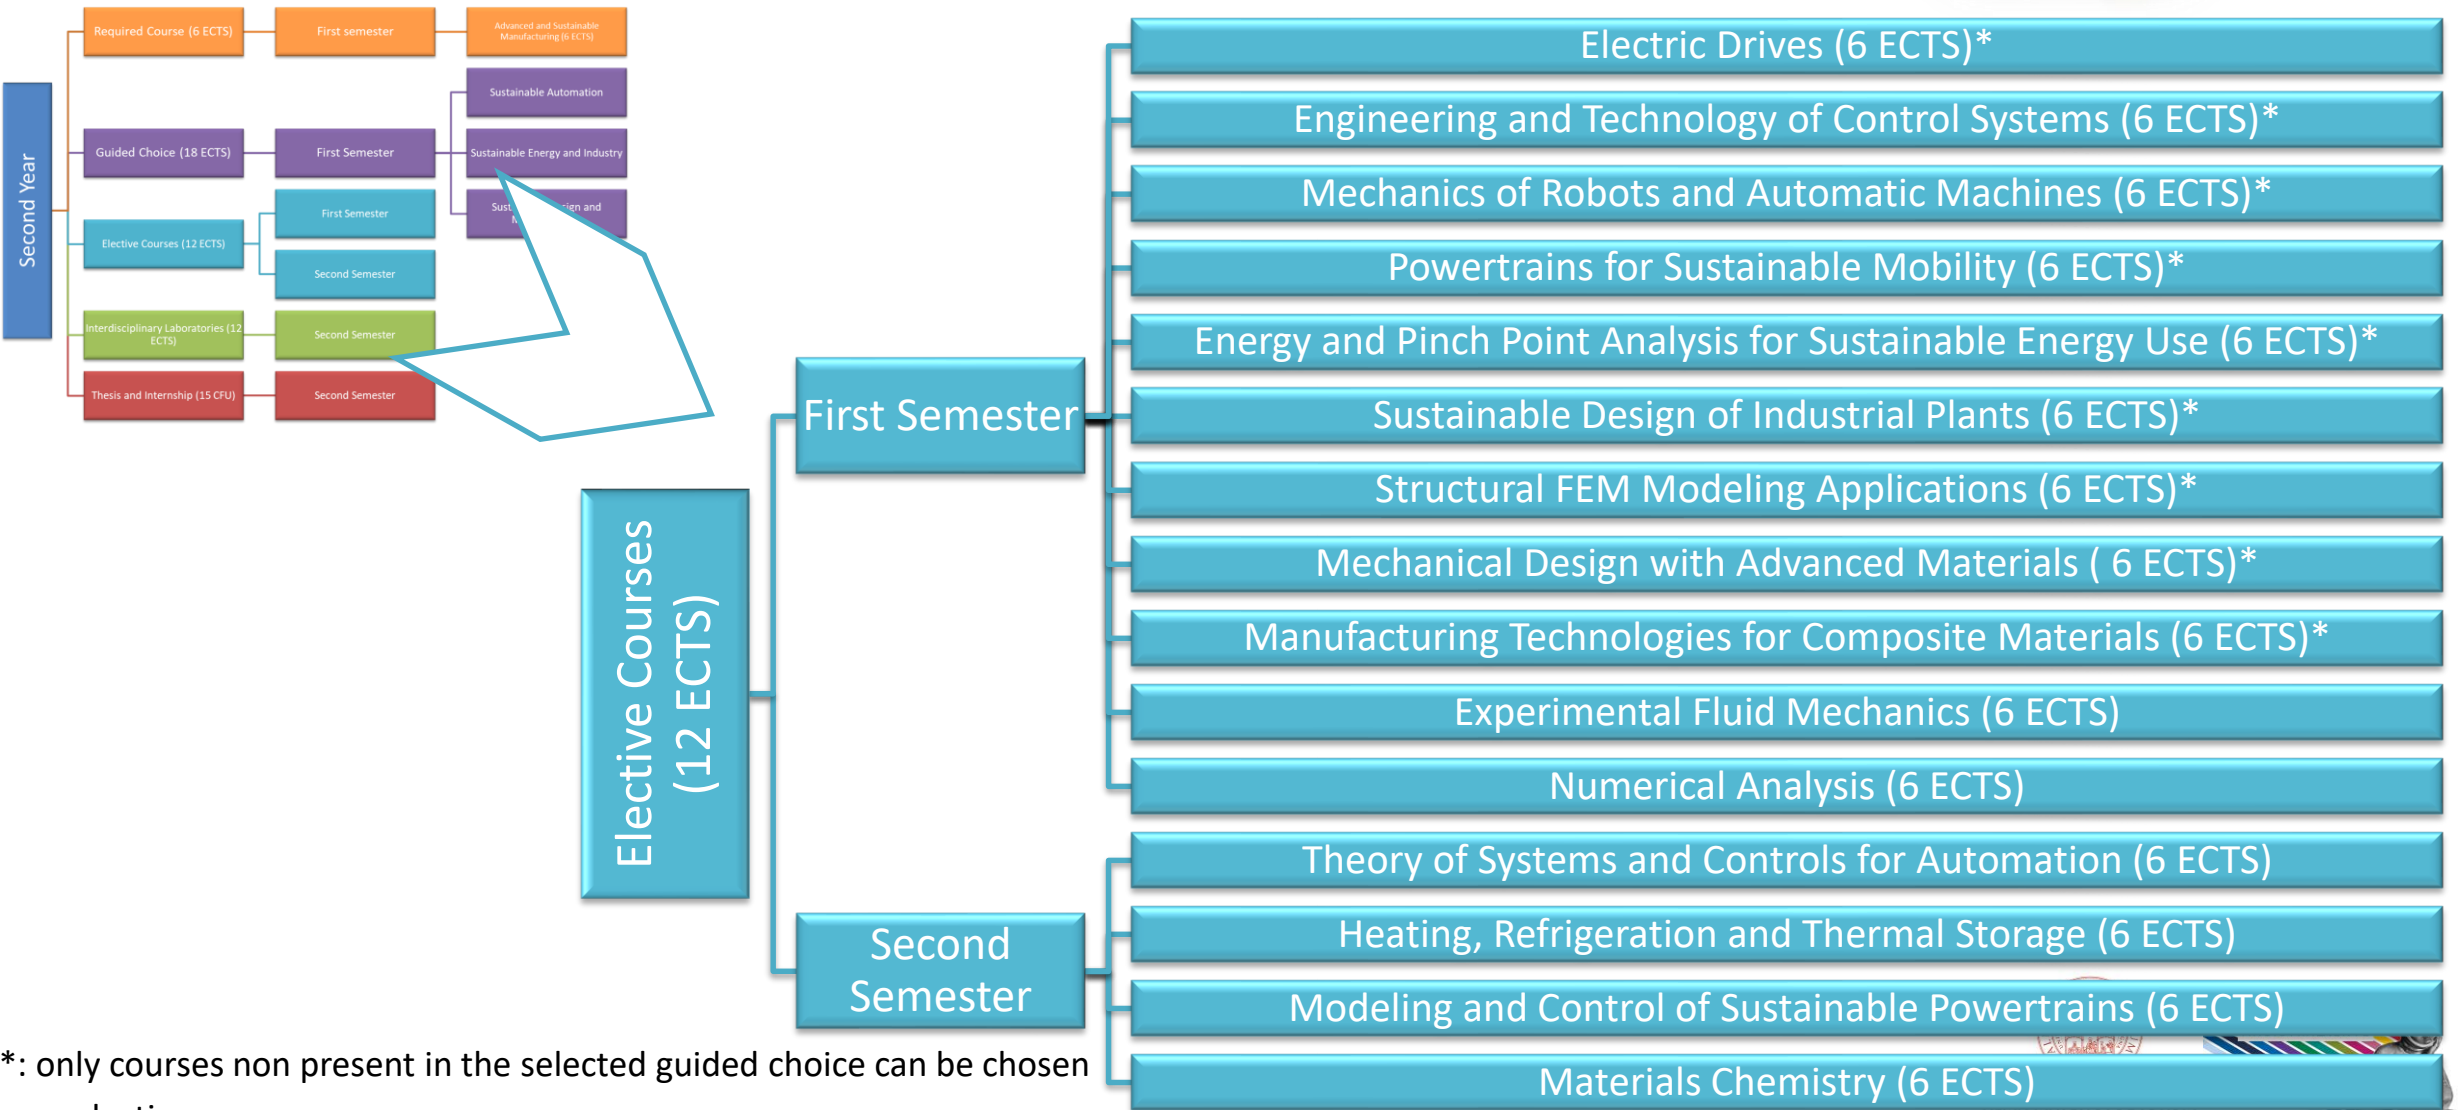 Second Year
Required Course (6 ECTS)
First semester
Advanced and Sustainable
Manufacturing (6 ECTS)
Guided Choice (18 ECTS)
First Semester
Sustainable Automation
Sustainable Energy and Industry
Elective Courses (12 ECTS)
First Semester
Second Semester
Interdisciplinary Laboratories (12
ECTS)
Second Semester
Thesis and Internship (15 CFU)
Second Semester
Elective Courses
(12 ECTS)
First Semester
Electric Drives (6 ECTS)*
Engineering and Technology of Control Systems (6 ECTS)*
Mechanics of Robots and Automatic Machines (6 ECTS)*
Powertrains for Sustainable Mobility (6 ECTS)*
Energy and Pinch Point Analysis for Sustainable Energy Use (6 ECTS)*
Sustainable Design of Industrial Plants (6 ECTS)*
Structural FEM Modeling Applications (6 ECTS)*
Mechanical Design with Advanced Materials ( 6 ECTS)*
Manufacturing Technologies for Composite Materials (6 ECTS)*
Experimental Fluid Mechanics (6 ECTS)
Numerical Analysis (6 ECTS)
Second
Semester
Theory of Systems and Controls for Automation (6 ECTS)
Heating, Refrigeration and Thermal Storage (6 ECTS)
Modeling and Control of Sustainable Powertrains (6 ECTS)
Materials Chemistry (6 ECTS)
*: only courses non present in the selected guided choice can be chosen